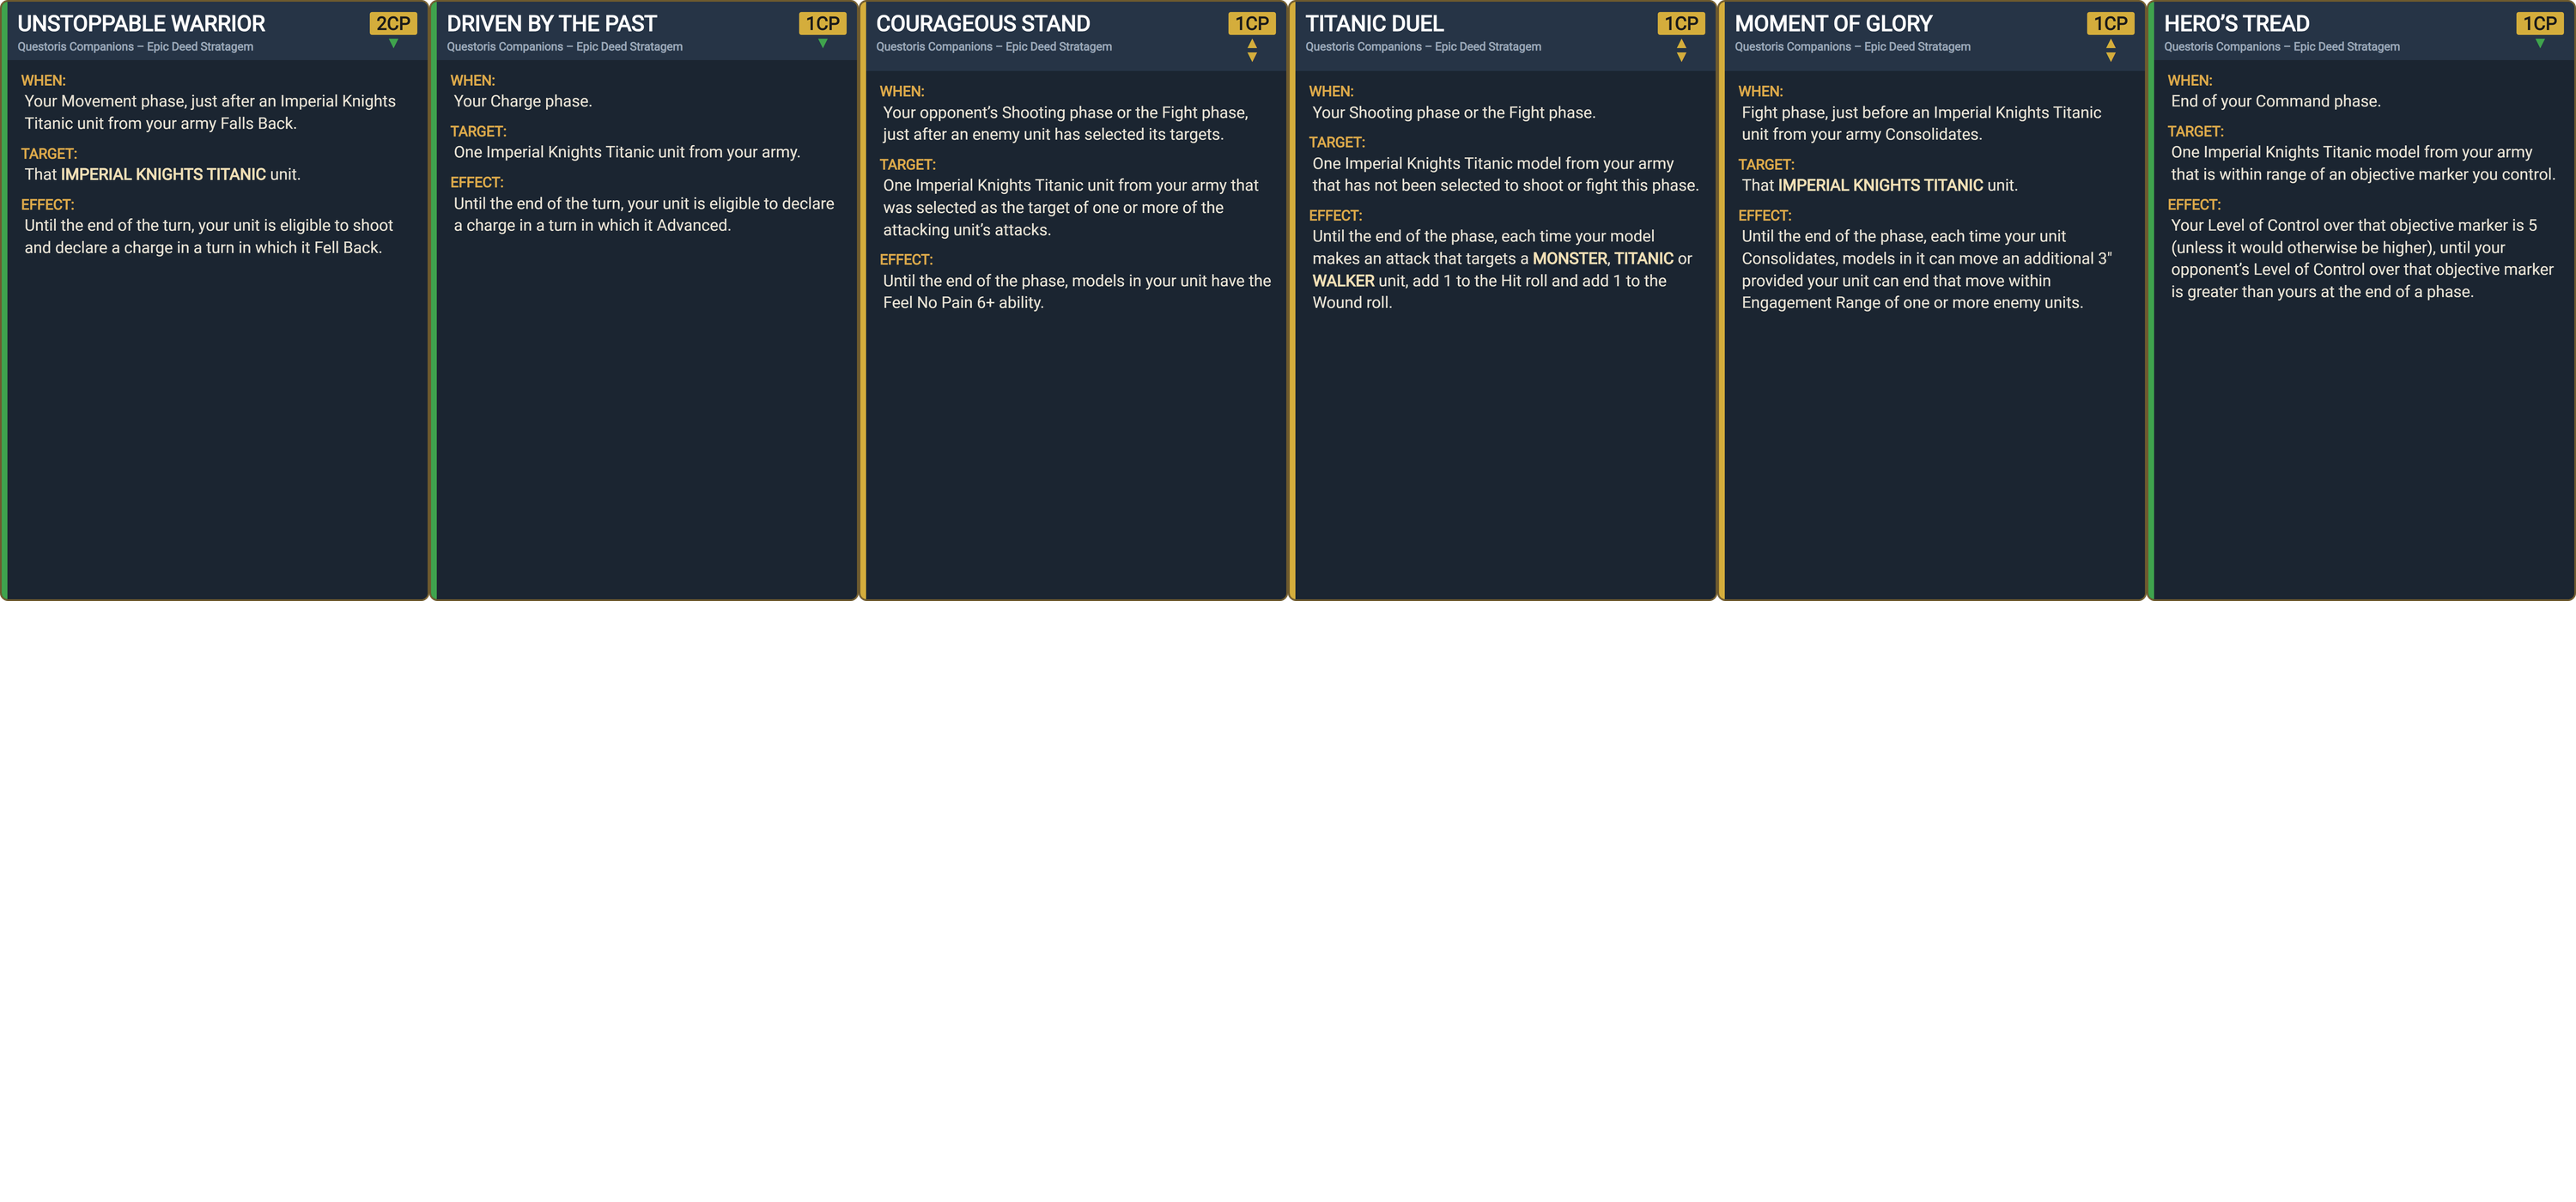 UNSTOPPABLE WARRIOR
2CP
Questoris Companions – Epic Deed Stratagem
WHEN:
Your Movement phase, just after an Imperial Knights
Titanic unit from your army Falls Back.
TARGET:
That IMPERIAL KNIGHTS TITANIC unit.
EFFECT:
Until the end of the turn, your unit is eligible to shoot
and declare a charge in a turn in which it Fell Back.
DRIVEN BY THE PAST
1CP
Questoris Companions – Epic Deed Stratagem
WHEN:
Your Charge phase.
TARGET:
One Imperial Knights Titanic unit from your army.
EFFECT:
Until the end of the turn, your unit is eligible to declare
a charge in a turn in which it Advanced.
COURAGEOUS STAND
1CP
Questoris Companions – Epic Deed Stratagem
WHEN:
Your opponent’s Shooting phase or the Fight phase,
just after an enemy unit has selected its targets.
TARGET:
One Imperial Knights Titanic unit from your army that
was selected as the target of one or more of the
attacking unit’s attacks.
EFFECT:
Until the end of the phase, models in your unit have the
Feel No Pain 6+ ability.
TITANIC DUEL
1CP
Questoris Companions – Epic Deed Stratagem
WHEN:
Your Shooting phase or the Fight phase.
TARGET:
One Imperial Knights Titanic model from your army
that has not been selected to shoot or fight this phase.
EFFECT:
Until the end of the phase, each time your model
makes an attack that targets a MONSTER, TITANIC or
WALKER unit, add 1 to the Hit roll and add 1 to the
Wound roll.
MOMENT OF GLORY
1CP
Questoris Companions – Epic Deed Stratagem
WHEN:
Fight phase, just before an Imperial Knights Titanic
unit from your army Consolidates.
TARGET:
That IMPERIAL KNIGHTS TITANIC unit.
EFFECT:
Until the end of the phase, each time your unit
Consolidates, models in it can move an additional 3"
provided your unit can end that move within
Engagement Range of one or more enemy units.
HERO’S TREAD
1CP
Questoris Companions – Epic Deed Stratagem
WHEN:
End of your Command phase.
TARGET:
One Imperial Knights Titanic model from your army
that is within range of an objective marker you control.
EFFECT:
Your Level of Control over that objective marker is 5
(unless it would otherwise be higher), until your
opponent’s Level of Control over that objective marker
is greater than yours at the end of a phase.